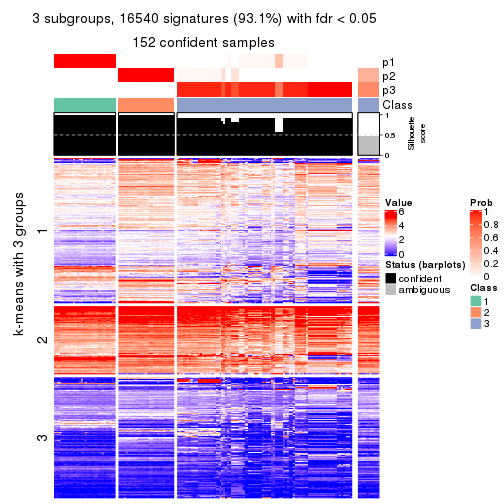 3 subgroups, 16540 signatures (93.1%) with fdr < 0.05
152 confident samples
p1
p2
p3
Class
1
0.5
0
Silhouette
score
k-means with 3 groups
1
2
3
Value
6
4
2
0
Status (barplots)
confident
ambiguous
Prob
1
0.8
0.6
0.4
0.2
0
Class
1
2
3